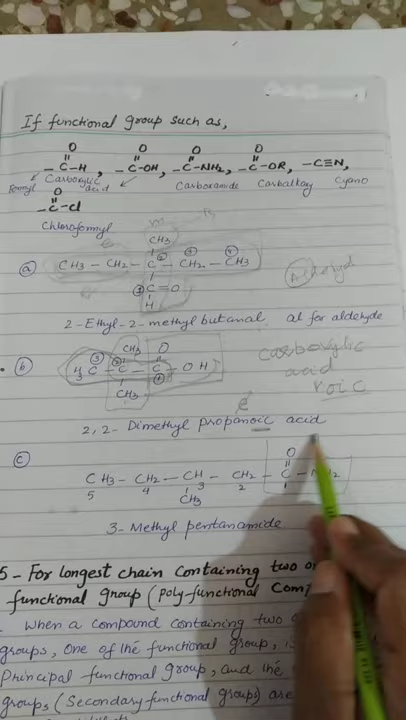 If functional group such as,
O O O O
-C-H, -C-OH, -C-NH₂, -C-OR, -C≡N,
Formyl Carboxylic acid Carboxamide Carbalkoxy Cyano
O
-C-Cl
Chloroformyl
CH₃
(a) CH₃ - CH₂ - C - CH₂ - CH₃ Aldehyd
C=O
H
2-Ethyl-2-methyl butanal. al for aldehyde
CH₃ O carboxylic
(b) H₃C - C - C - OH acid
CH₃ roic
e
2,2-Dimethyl propanoic acid
O
(c) CH₃ - CH₂ - CH - CH₂ - C - NH₂
5 4 3 2 1
CH₃
3-Methyl pentanamide
5- For longest chain containing two o
functional group (Poly-functional Com
When a compound containing two o
groups, One of the functional group, i
Principal functional group, and the
groups (Secondary functional groups) are